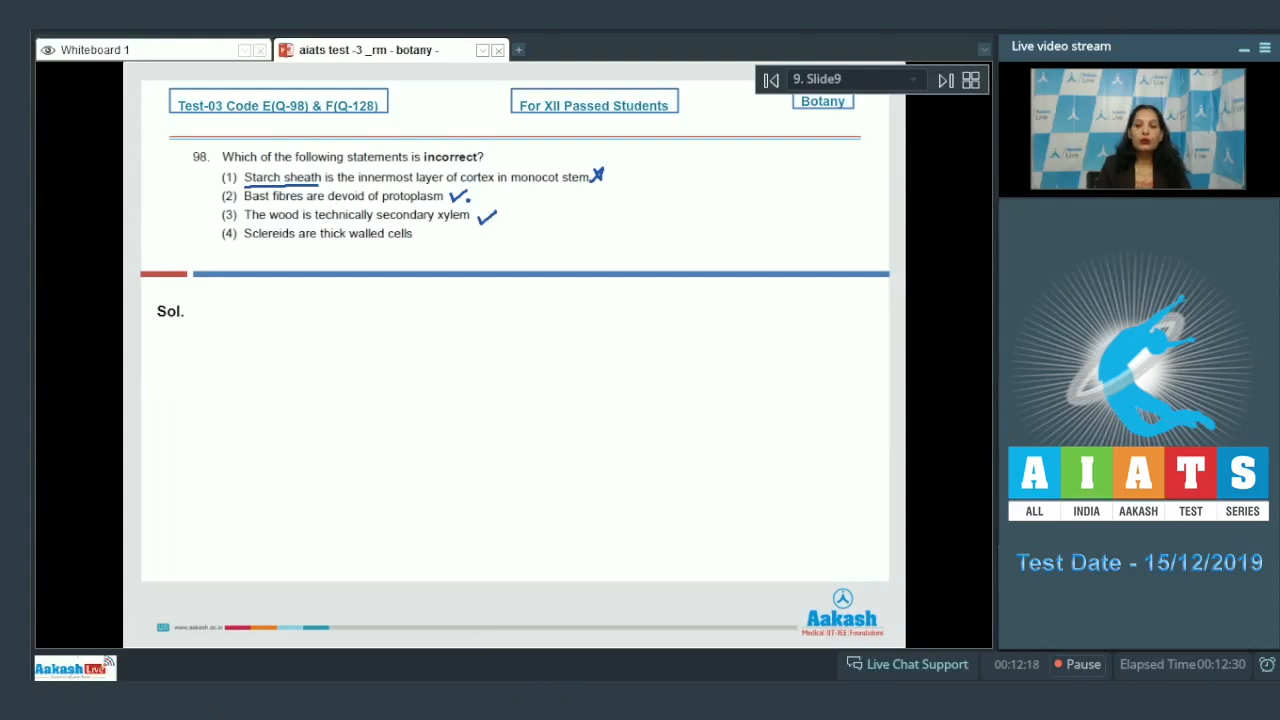 Whiteboard 1
aiats test -3 _rm - botany -
Live video stream
9. Slide9
Test-03 Code E(Q-98) & F(Q-128)
For XII Passed Students
Botany
98. Which of the following statements is incorrect?
(1) Starch sheath is the innermost layer of cortex in monocot stem
(2) Bast fibres are devoid of protoplasm
(3) The wood is technically secondary xylem
(4) Sclereids are thick walled cells
Sol.
A I A T S
ALL INDIA AAKASH TEST SERIES
Test Date - 15/12/2019
www.aakash.ac.in
Aakash
Medical | IIT-JEE | Foundations
Aakash Live
Live Chat Support
00:12:18
Pause
Elapsed Time 00:12:30